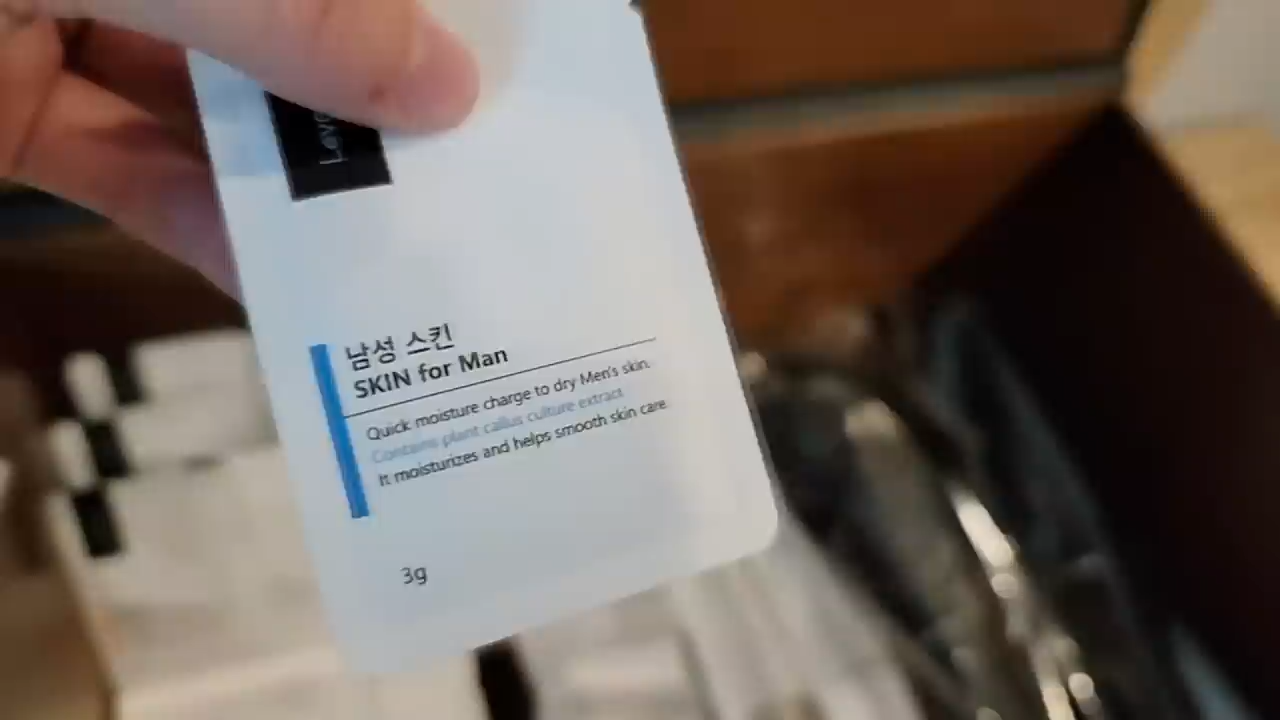 남성 스킨
SKIN for Man
Quick moisture charge to dry Men's skin.
Contains plant callus culture extract
It moisturizes and helps smooth skin care
3g